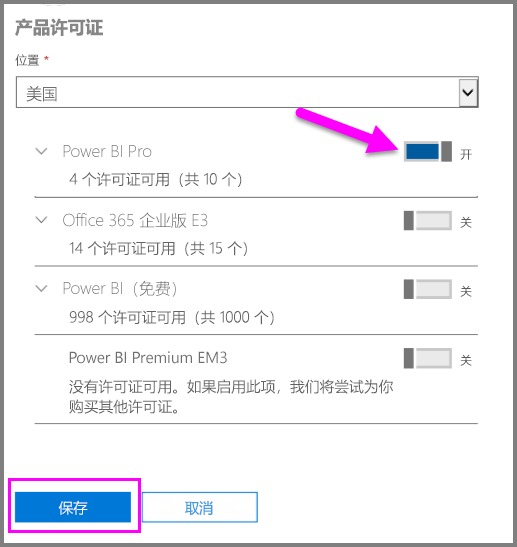 产品许可证
位置 *
美国
Power BI Pro
开
4 个许可证可用（共 10 个）
Office 365 企业版 E3
关
14 个许可证可用（共 15 个）
Power BI（免费）
关
998 个许可证可用（共 1000 个）
Power BI Premium EM3
关
没有许可证可用。如果启用此项，我们将尝试为你
购买其他许可证。
保存
取消